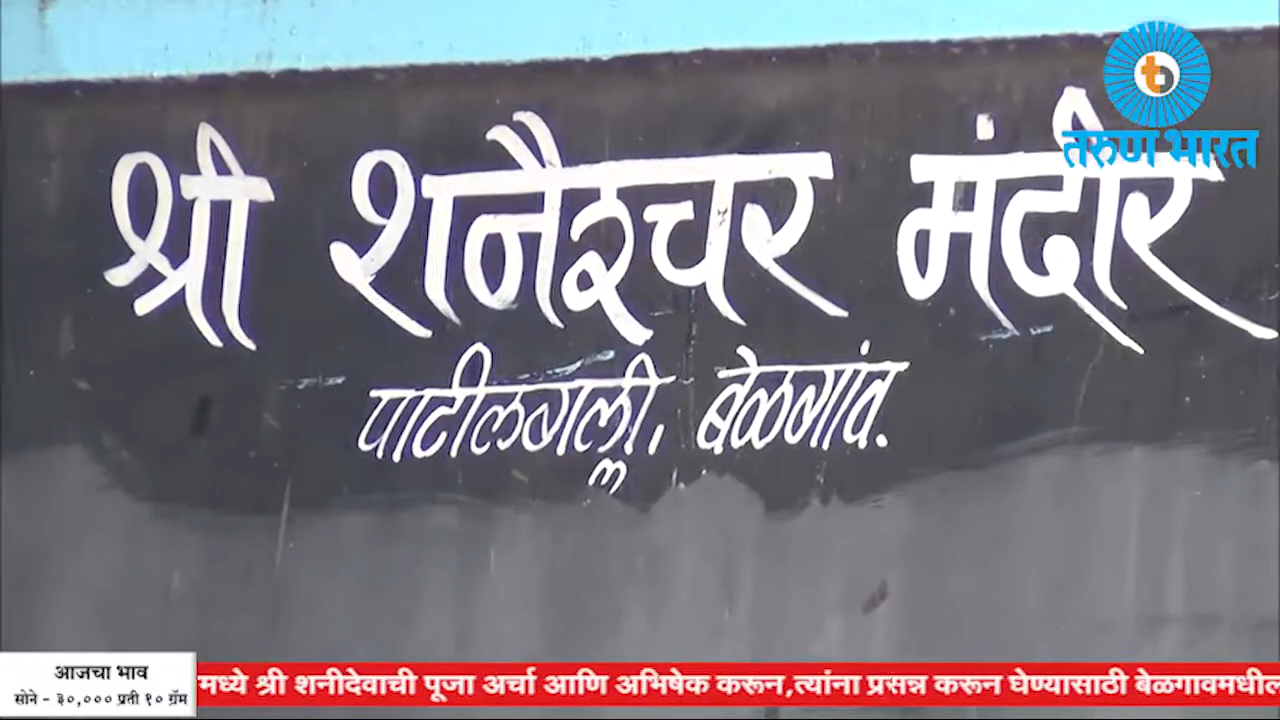 तरुण भारत
श्री शनैश्चर मंदीर
पाटीलगल्ली, बेळगांव.
आजचा भाव
सोने - ३०,००० प्रती १० ग्रॅम
मध्ये श्री शनीदेवाची पूजा अर्चा आणि अभिषेक करून,त्यांना प्रसन्न करून घेण्यासाठी बेळगावमधील